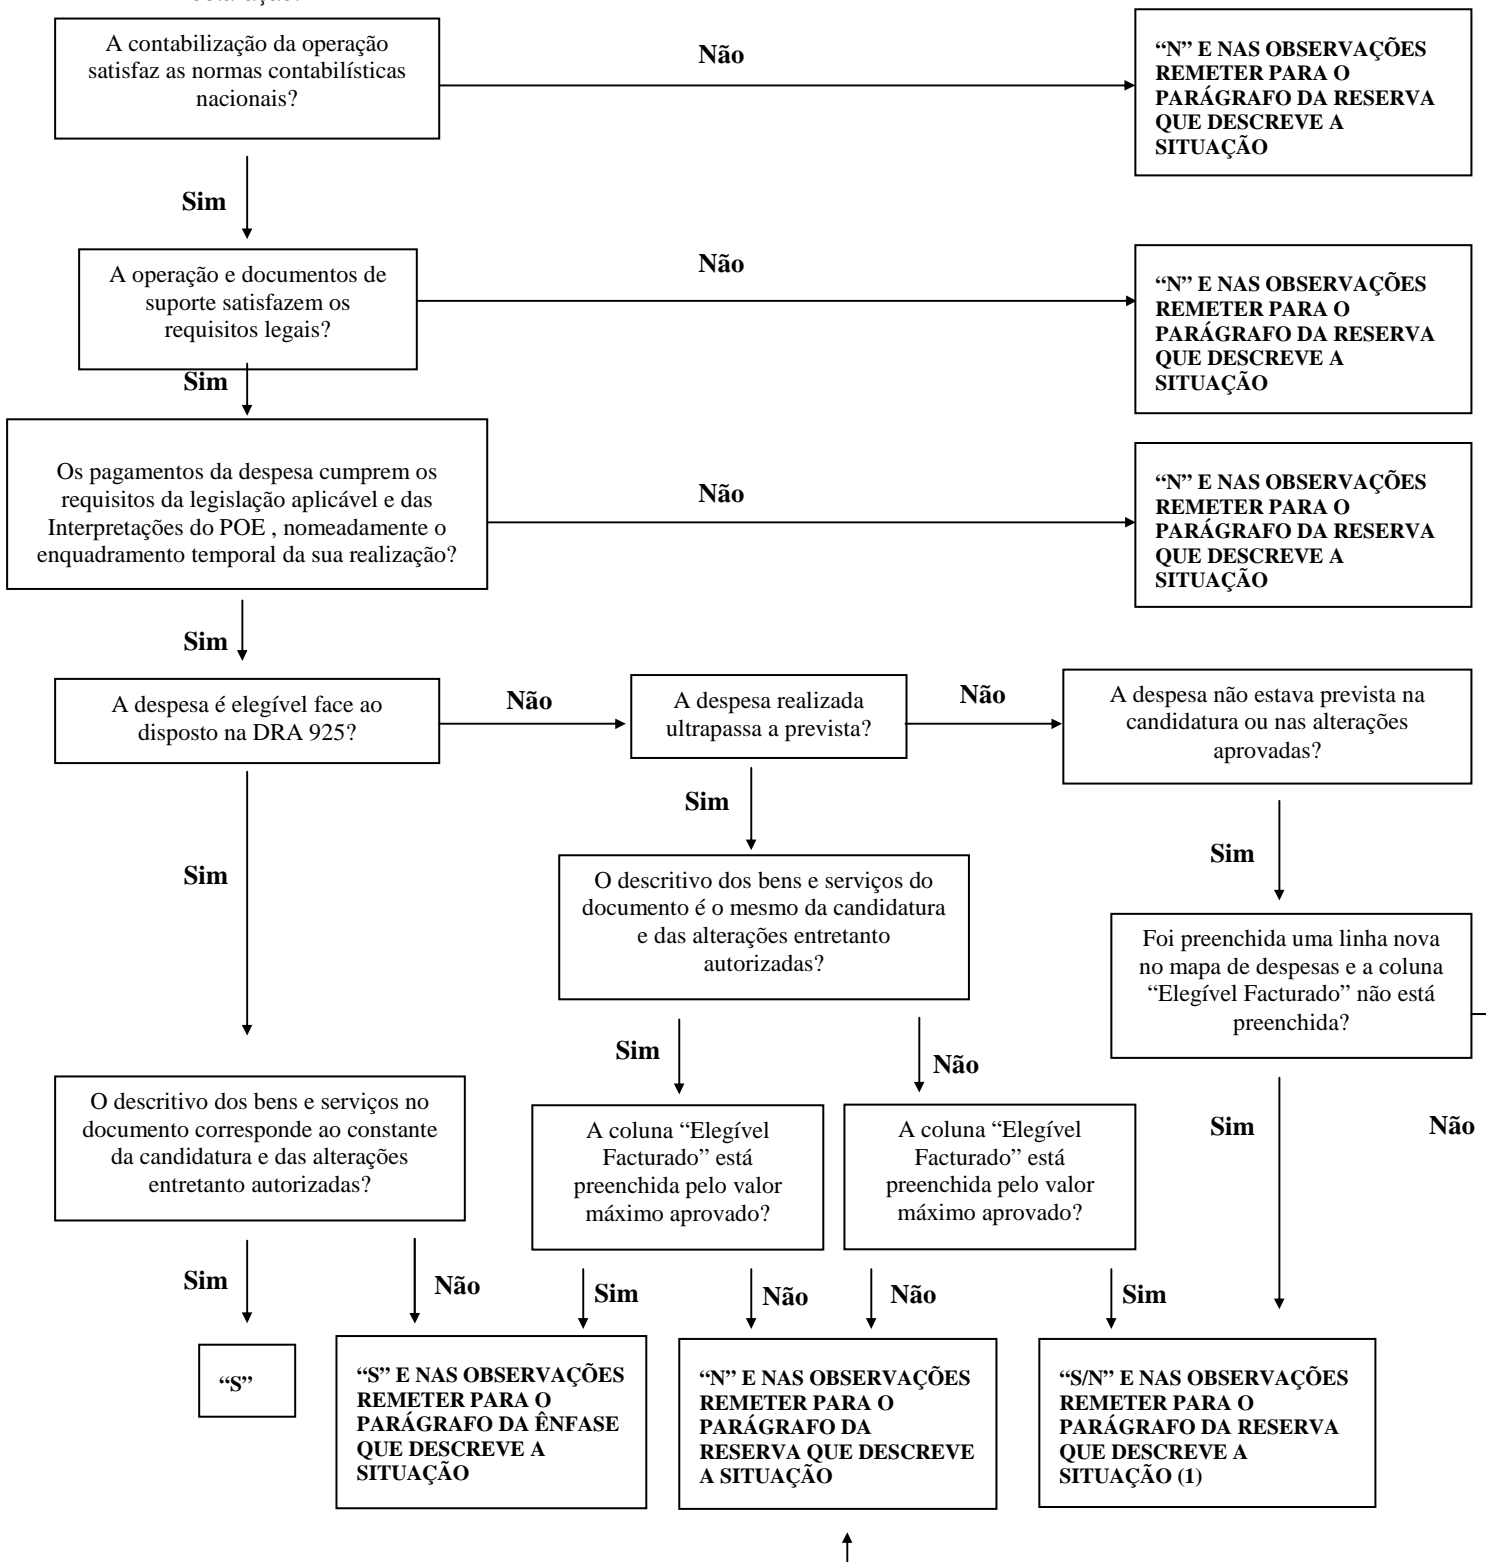 A contabilização da operação
satisfaz as normas contabilísticas
nacionais?
Não
“N” E NAS OBSERVAÇÕES
REMETER PARA O
PARÁGRAFO DA RESERVA
QUE DESCREVE A
SITUAÇÃO
Sim
A operação e documentos de
suporte satisfazem os
requisitos legais?
Não
“N” E NAS OBSERVAÇÕES
REMETER PARA O
PARÁGRAFO DA RESERVA
QUE DESCREVE A
SITUAÇÃO
Sim
Os pagamentos da despesa cumprem os
requisitos da legislação aplicável e das
Interpretações do POE , nomeadamente o
enquadramento temporal da sua realização?
Não
“N” E NAS OBSERVAÇÕES
REMETER PARA O
PARÁGRAFO DA RESERVA
QUE DESCREVE A
SITUAÇÃO
Sim
A despesa é elegível face ao
disposto na DRA 925?
Não
A despesa realizada
ultrapassa a prevista?
Não
A despesa não estava prevista na
candidatura ou nas alterações
aprovadas?
Sim
Sim
Sim
O descritivo dos bens e serviços do
documento é o mesmo da candidatura
e das alterações entretanto
autorizadas?
Foi preenchida uma linha nova
no mapa de despesas e a coluna
“Elegível Facturado” não está
preenchida?
Sim
Não
O descritivo dos bens e serviços no
documento corresponde ao constante
da candidatura e das alterações
entretanto autorizadas?
A coluna “Elegível
Facturado” está
preenchida pelo valor
máximo aprovado?
A coluna “Elegível
Facturado” está
preenchida pelo valor
máximo aprovado?
Sim
Não
Sim
Não
Sim
Não
Não
Sim
“S”
“S” E NAS OBSERVAÇÕES
REMETER PARA O
PARÁGRAFO DA ÊNFASE
QUE DESCREVE A
SITUAÇÃO
“N” E NAS OBSERVAÇÕES
REMETER PARA O
PARÁGRAFO DA
RESERVA QUE DESCREVE
A SITUAÇÃO
“S/N” E NAS OBSERVAÇÕES
REMETER PARA O
PARÁGRAFO DA RESERVA
QUE DESCREVE A
SITUAÇÃO (1)